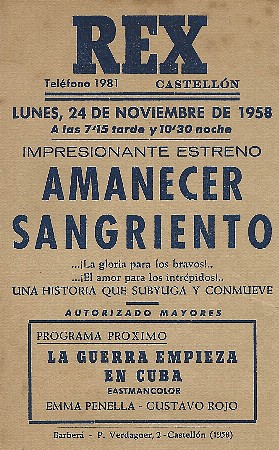 REX
Teléfono 1981 CASTELLÓN
LUNES, 24 DE NOVIEMBRE DE 1958
A las 7'15 tarde y 10'30 noche
IMPRESIONANTE ESTRENO
AMANECER
SANGRIENTO
...¡La gloria para los bravos!..
...¡El amor para los intrépidos!..
UNA HISTORIA QUE SUBYUGA Y CONMUEVE
AUTORIZADO MAYORES
PROGRAMA PROXIMO
LA GUERRA EMPIEZA
EN CUBA
EASTMANCOLOR
EMMA PENELLA - GUSTAVO ROJO
Barberá - P. Verdaguer, 2 - Castellón (1958)